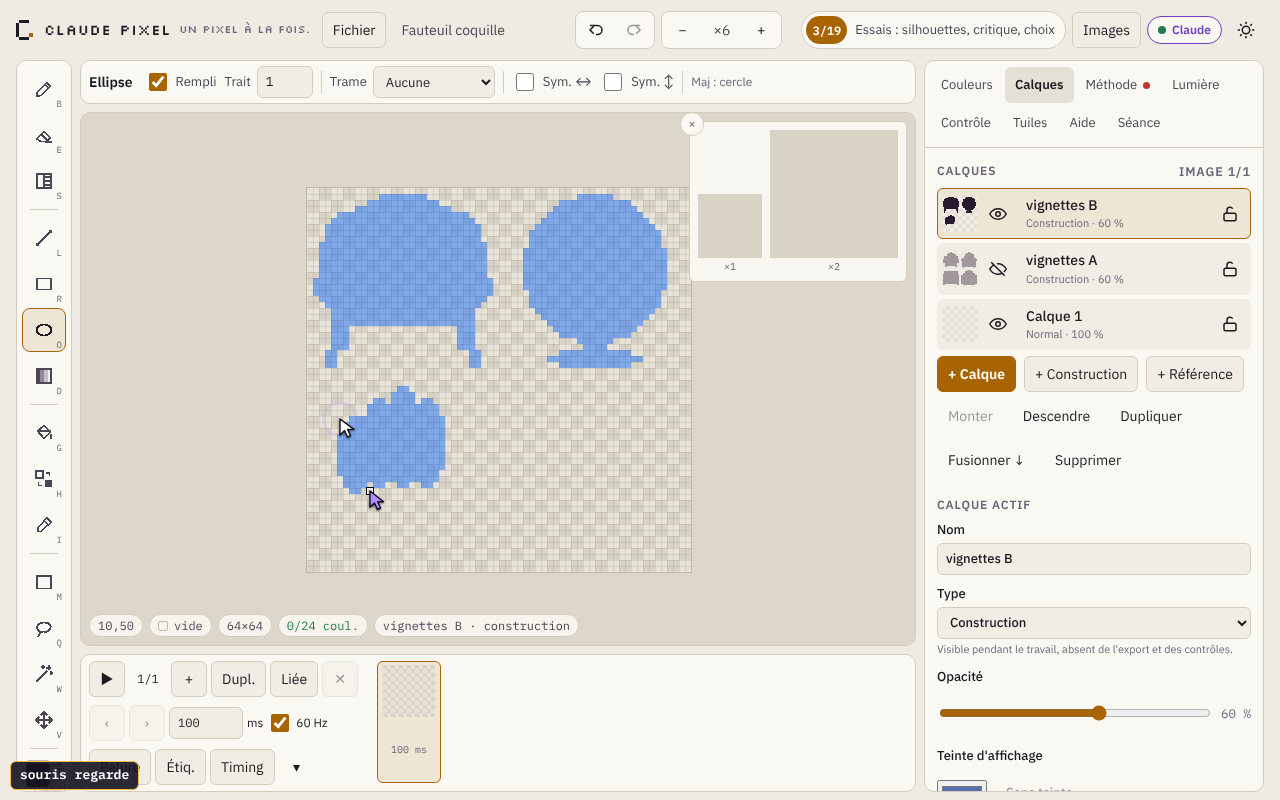 CLAUDE PIXEL UN PIXEL À LA FOIS. Fichier Fauteuil coquille − ×6 + 3/19 Essais : silhouettes, critique, choix Images Claude
Ellipse Rempli Trait 1 Trame Aucune Sym. ↔ Sym. ↕ Maj : cercle
B
E
S
L
R
O
D
G
H
I
M
Q
W
V
×
×1 ×2
10,50 vide 64×64 0/24 coul. vignettes B · construction
1/1 + Dupl. Liée ×
‹ › 100 ms 60 Hz
Étiq. Timing ▼
100 ms
souris regarde
Couleurs Calques Méthode Lumière
Contrôle Tuiles Aide Séance
CALQUES IMAGE 1/1
vignettes B
Construction · 60 %
vignettes A
Construction · 60 %
Calque 1
Normal · 100 %
+ Calque + Construction + Référence
Monter Descendre Dupliquer
Fusionner ↓ Supprimer
CALQUE ACTIF
Nom
vignettes B
Type
Construction
Visible pendant le travail, absent de l'export et des contrôles.
Opacité
60 %
Teinte d'affichage
Sans teinte